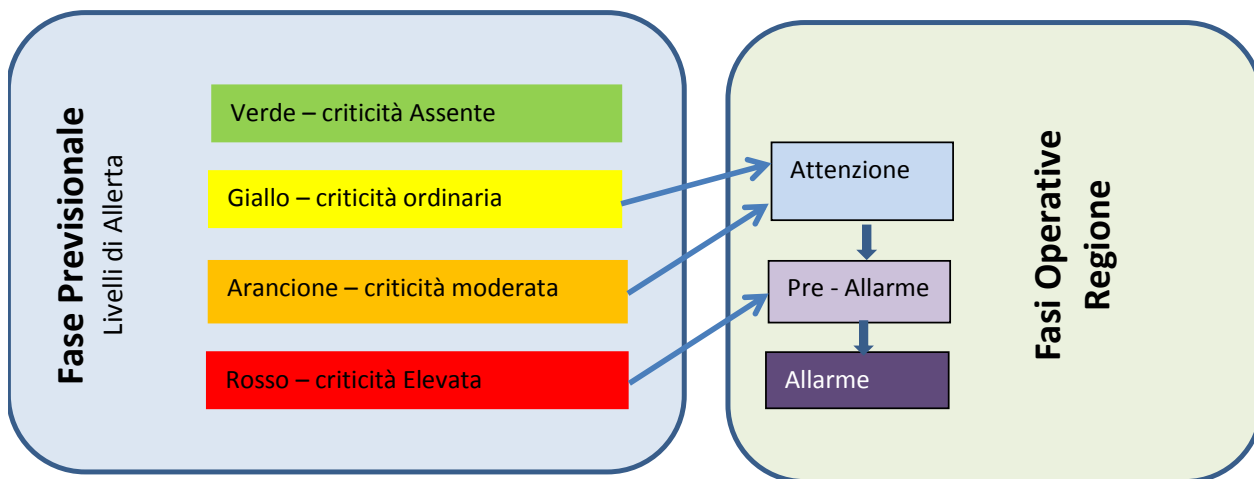 Fase Previsionale
Livelli di Allerta
Verde – criticità Assente
Giallo – criticità ordinaria
Arancione – criticità moderata
Rosso – criticità Elevata
Attenzione
Pre - Allarme
Allarme
Fasi Operative
Regione